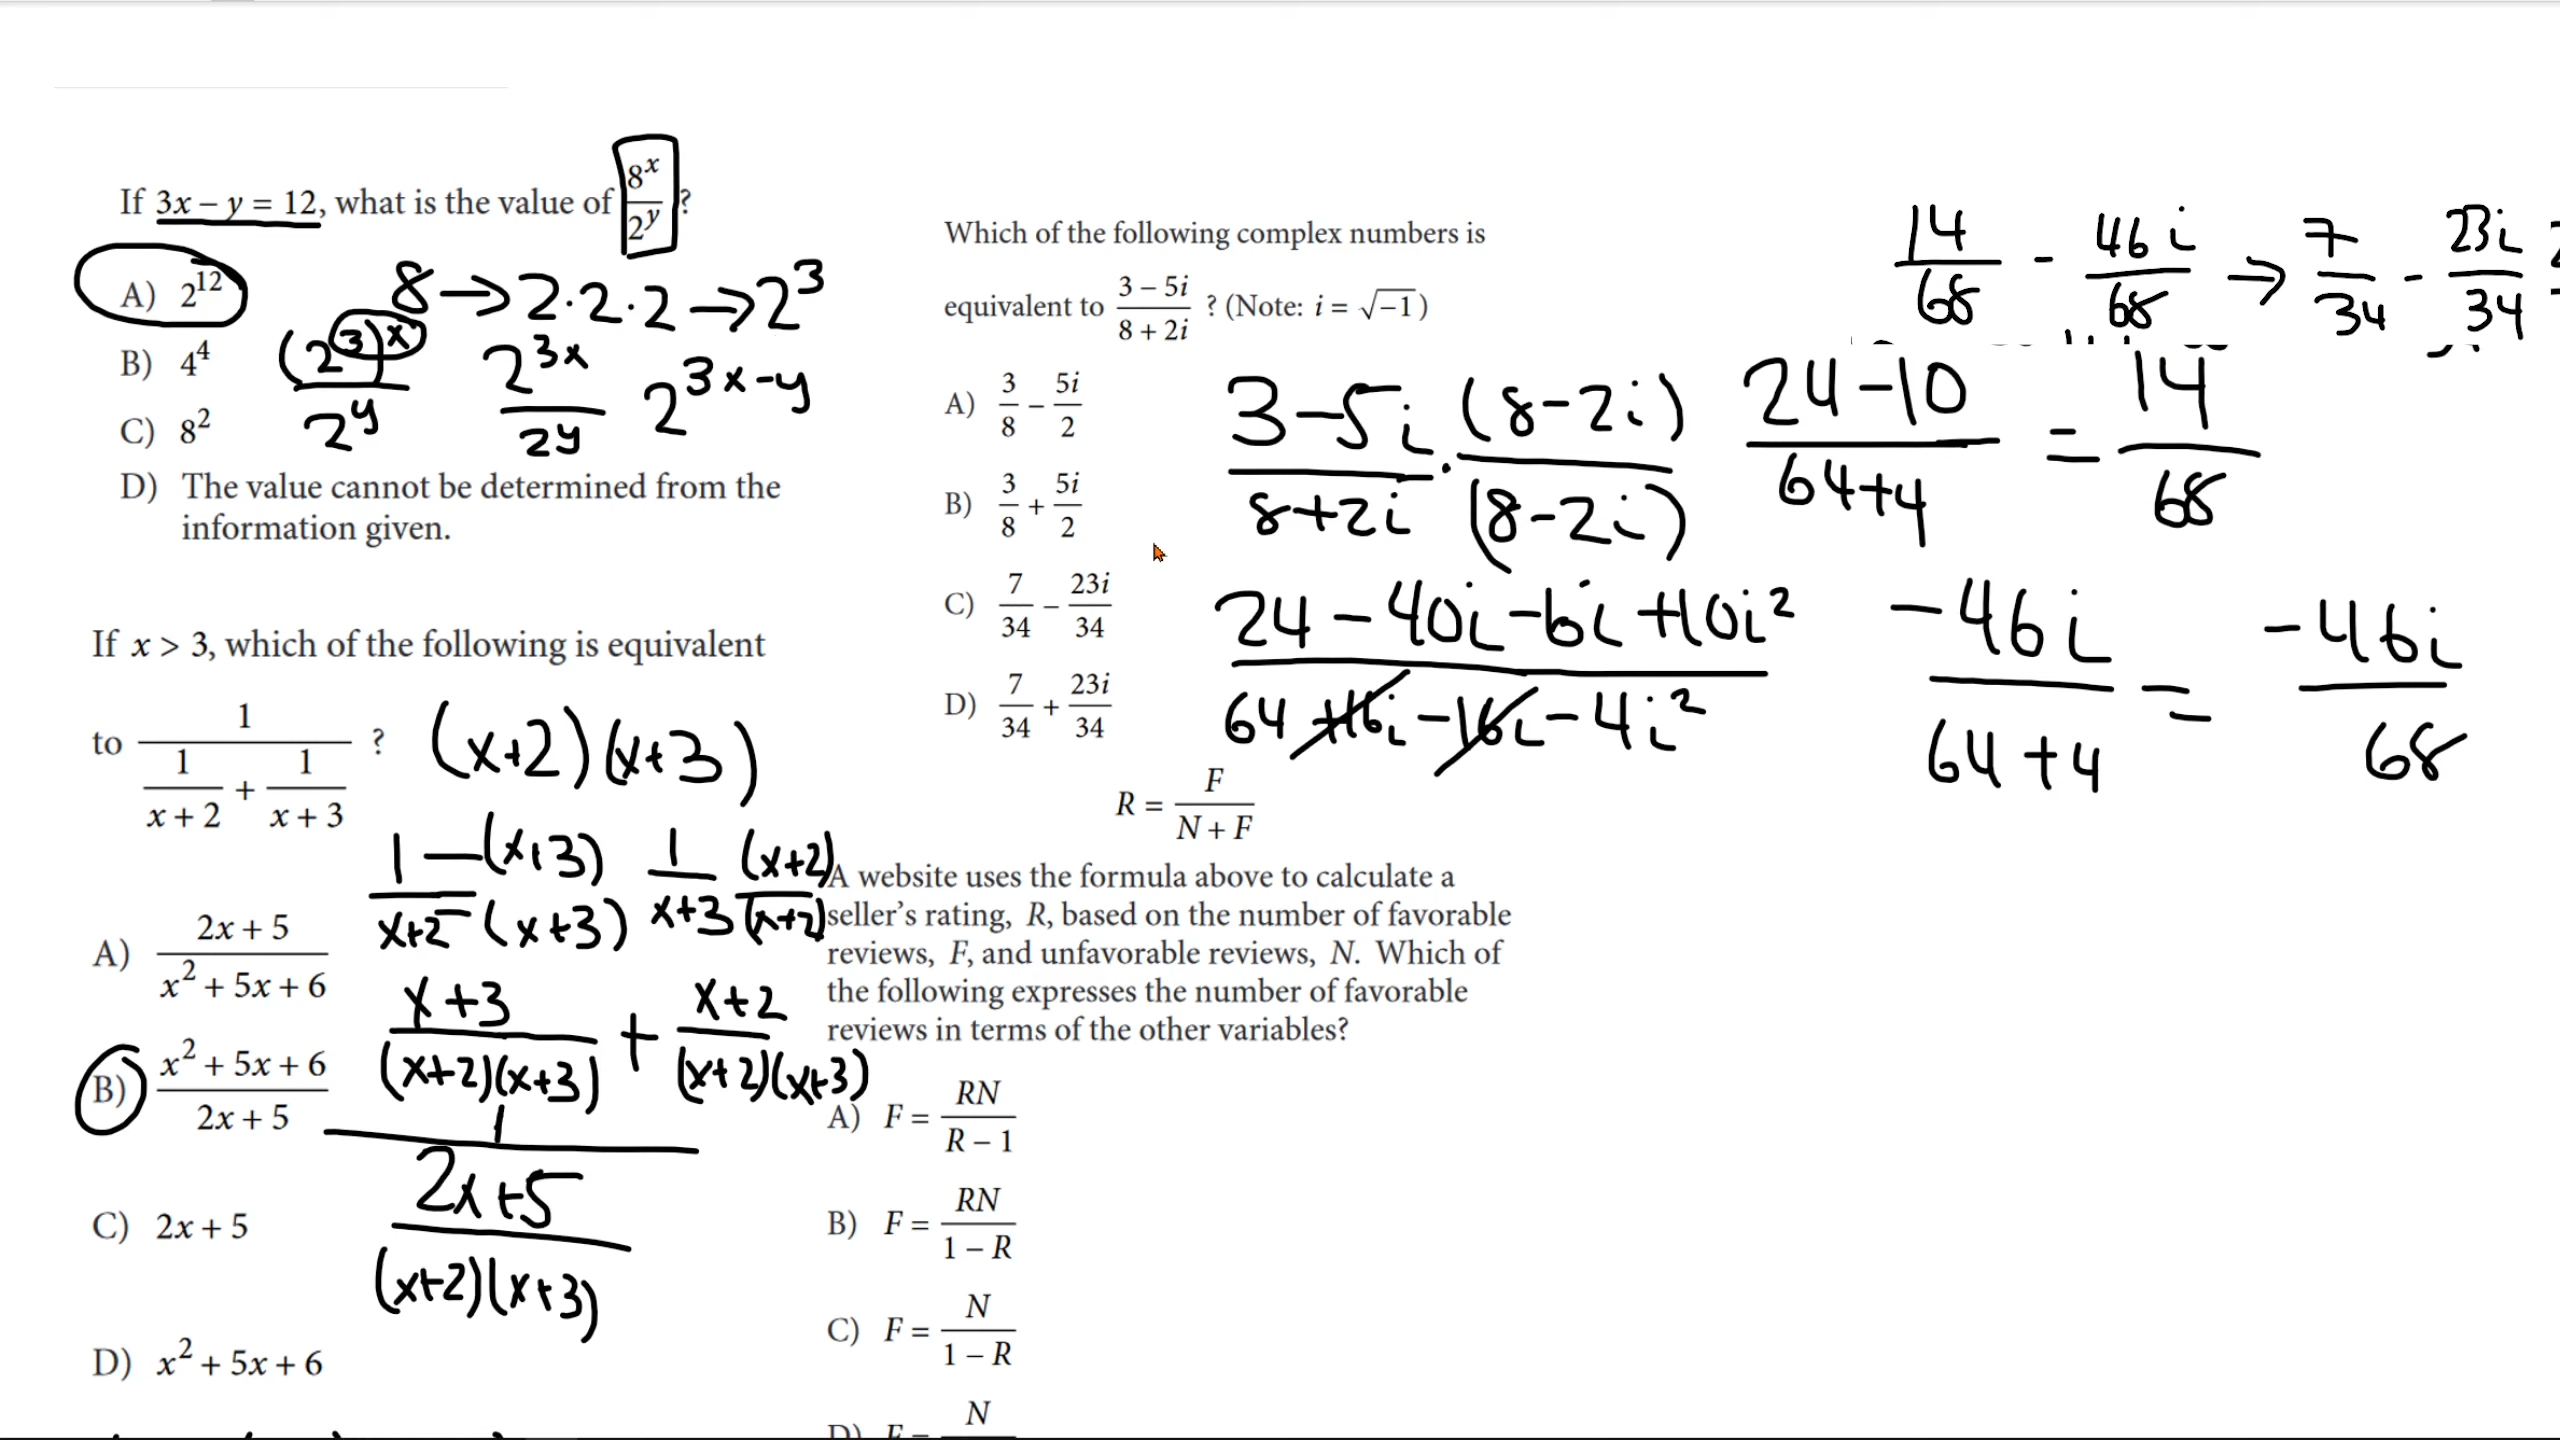 If 3x – y = 12, what is the value of 8^x / 2^y ?
A) 2^12
8 → 2·2·2 → 2^3
B) 4^4
(2^3)^x / 2^y
2^3x / 2y
2^3x-y
C) 8^2
D) The value cannot be determined from the
information given.
If x > 3, which of the following is equivalent
to 1 / (1/(x + 2) + 1/(x + 3)) ?
(x+2)(x+3)
1/(x+2) (x+3)/(x+3)
1/(x+3) (x+2)/(x+2)
A) (2x + 5)/(x^2 + 5x + 6)
(x+3)/((x+2)(x+3)) + (x+2)/((x+2)(x+3))
B) (x^2 + 5x + 6)/(2x + 5)
1
2x+5
(x+2)(x+3)
C) 2x + 5
D) x^2 + 5x + 6
Which of the following complex numbers is
equivalent to (3 – 5i)/(8 + 2i) ? (Note: i = √–1)
A) 3/8 – 5i/2
B) 3/8 + 5i/2
C) 7/34 – 23i/34
D) 7/34 + 23i/34
14/68 - 46i/68 → 7/34 - 23i/34
3-5i/8+2i · (8-2i)/(8-2i)
24-10/64+4 = 14/68
24-40i-6i+10i^2
64+16i-16i-4i^2
-46i/64+4 = -46i/68
R = F/(N + F)
A website uses the formula above to calculate a
seller’s rating, R, based on the number of favorable
reviews, F, and unfavorable reviews, N. Which of
the following expresses the number of favorable
reviews in terms of the other variables?
A) F = RN/(R – 1)
B) F = RN/(1 – R)
C) F = N/(1 – R)
D) F = N